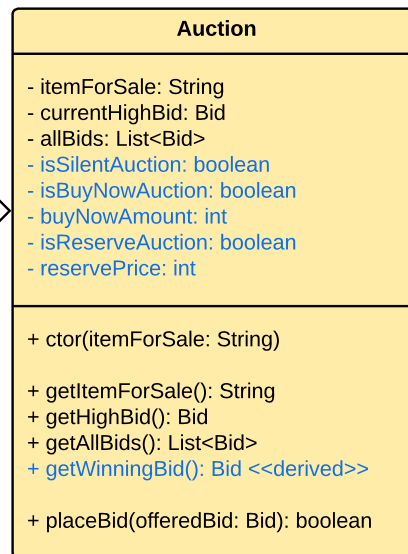 Auction
- itemForSale: String
- currentHighBid: Bid
- allBids: List<Bid>
- isSilentAuction: boolean
- isBuyNowAuction: boolean
- buyNowAmount: int
- isReserveAuction: boolean
- reservePrice: int
+ ctor(itemForSale: String)
+ getItemForSale(): String
+ getHighBid(): Bid
+ getAllBids(): List<Bid>
+ getWinningBid(): Bid <<derived>>
+ placeBid(offeredBid: Bid): boolean